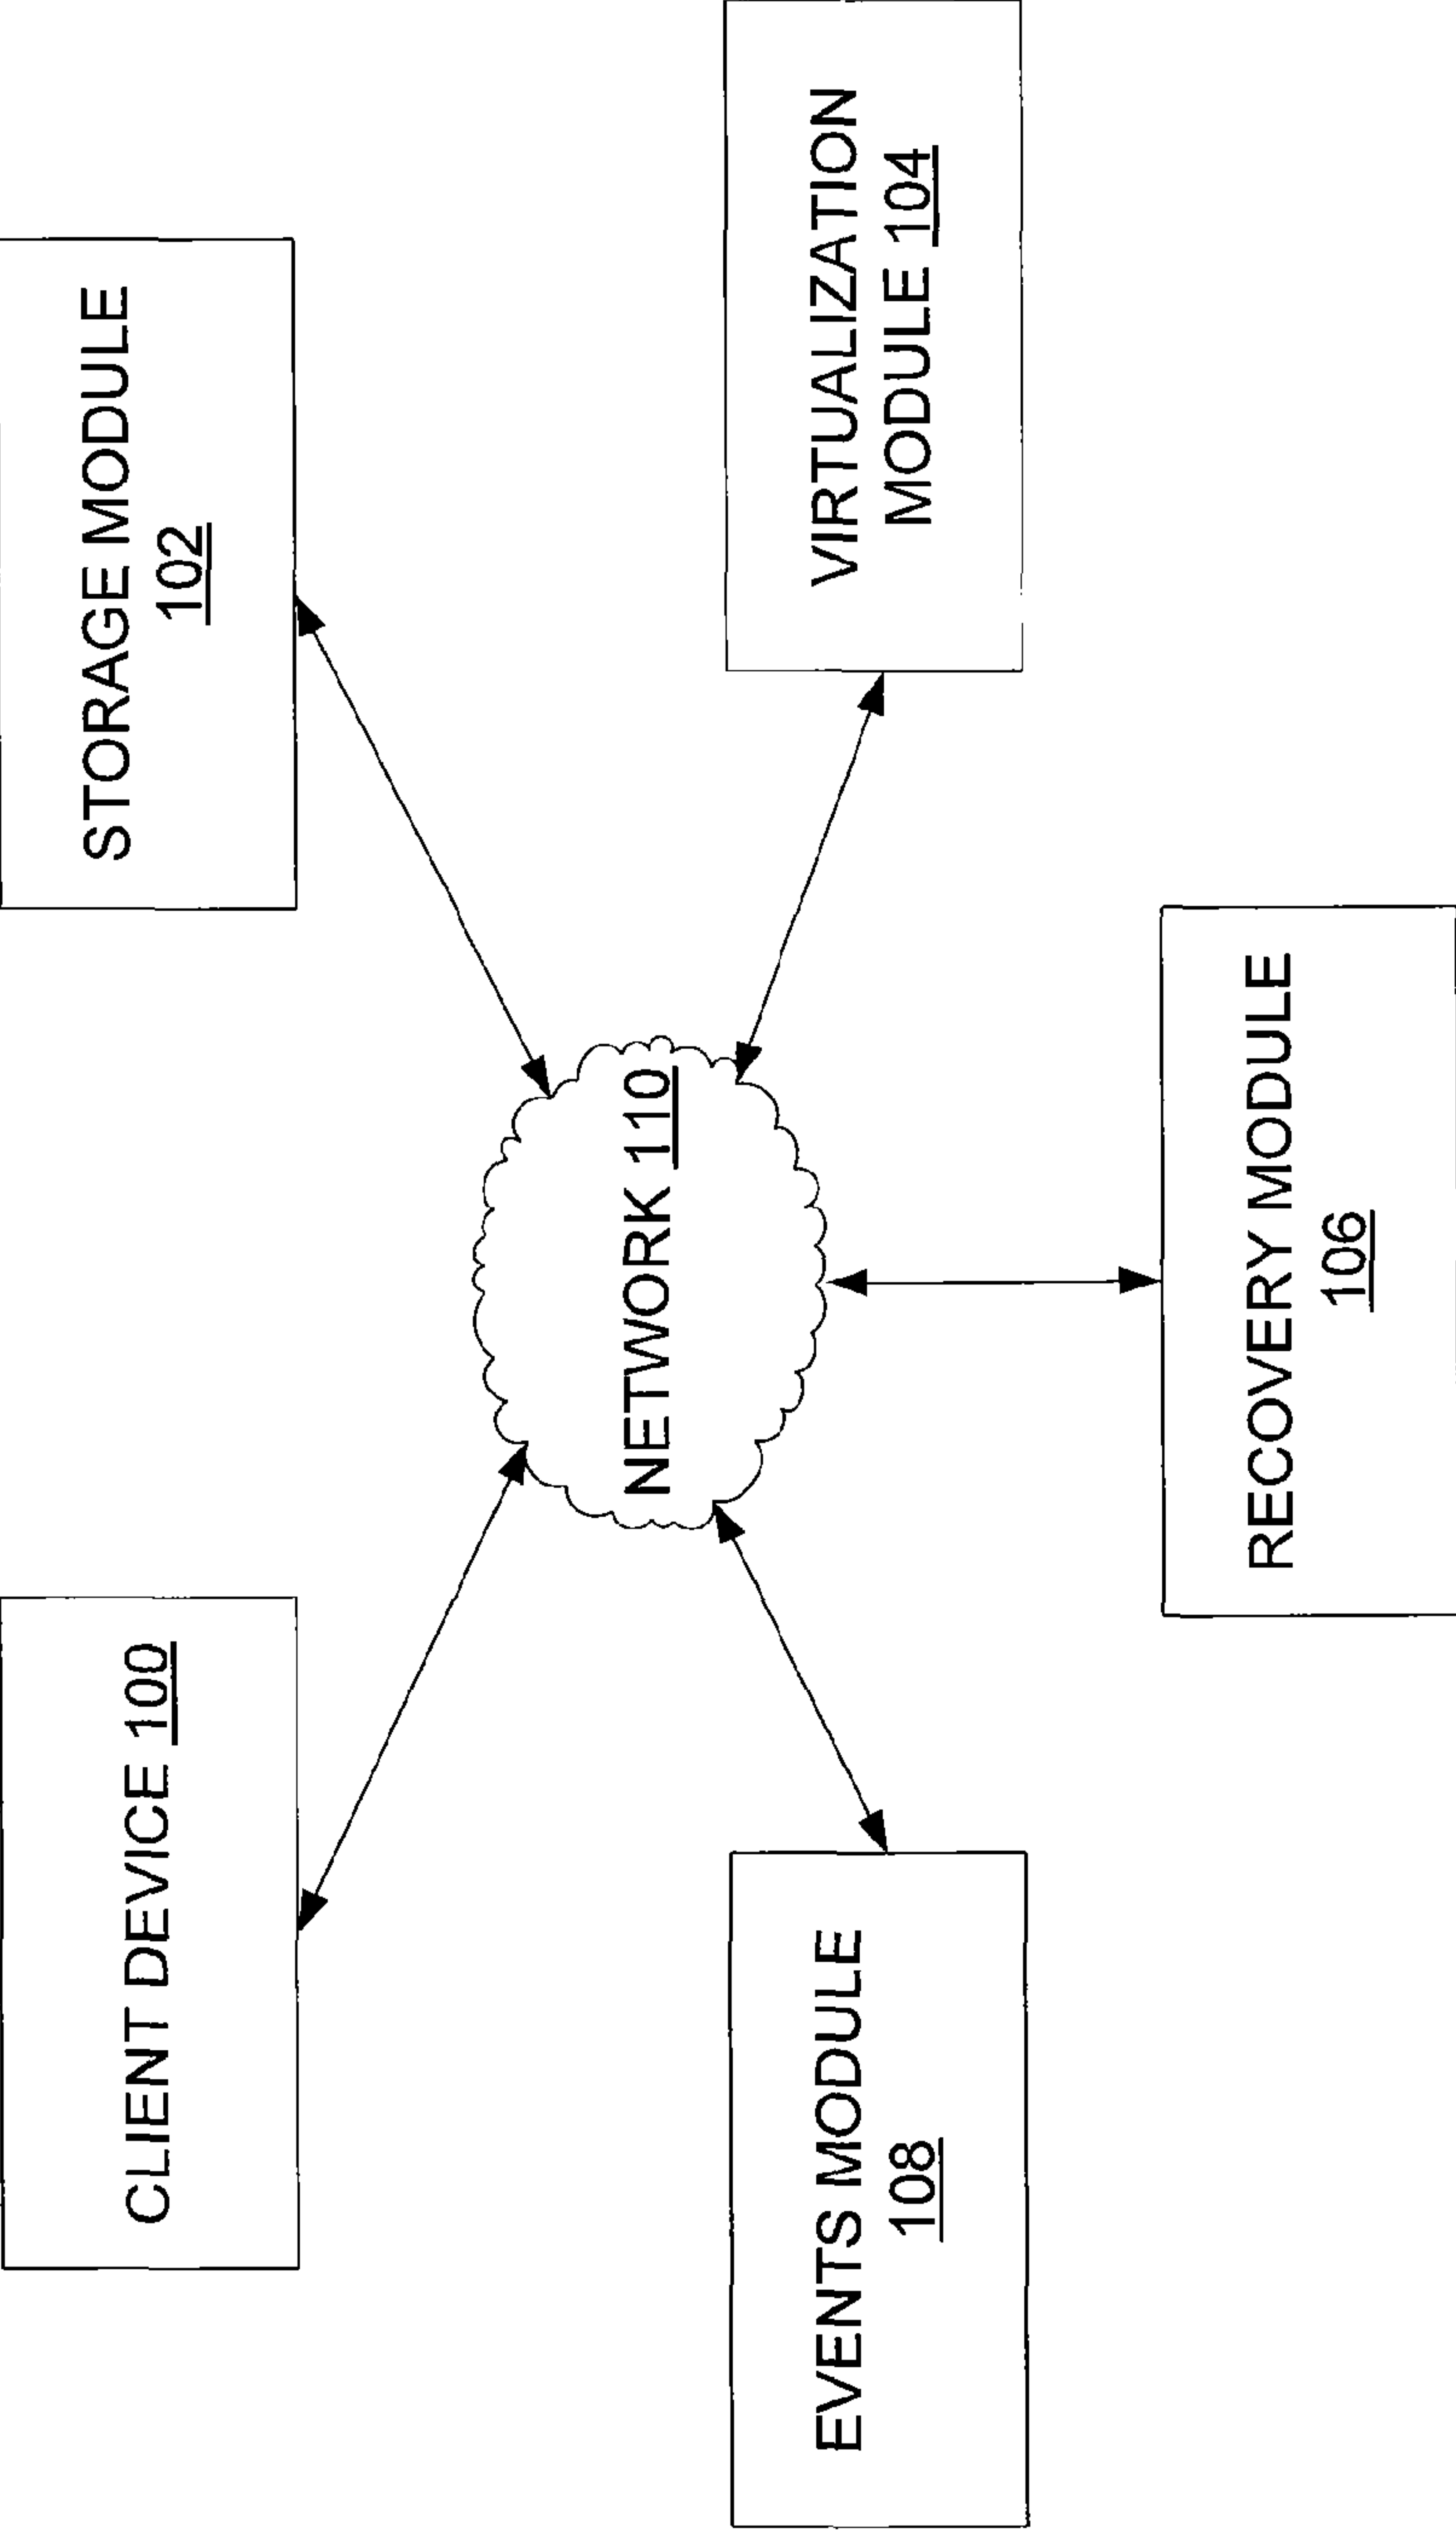 CLIENT DEVICE 100
STORAGE MODULE
102
NETWORK 110
EVENTS MODULE
108
VIRTUALIZATION
MODULE 104
RECOVERY MODULE
106